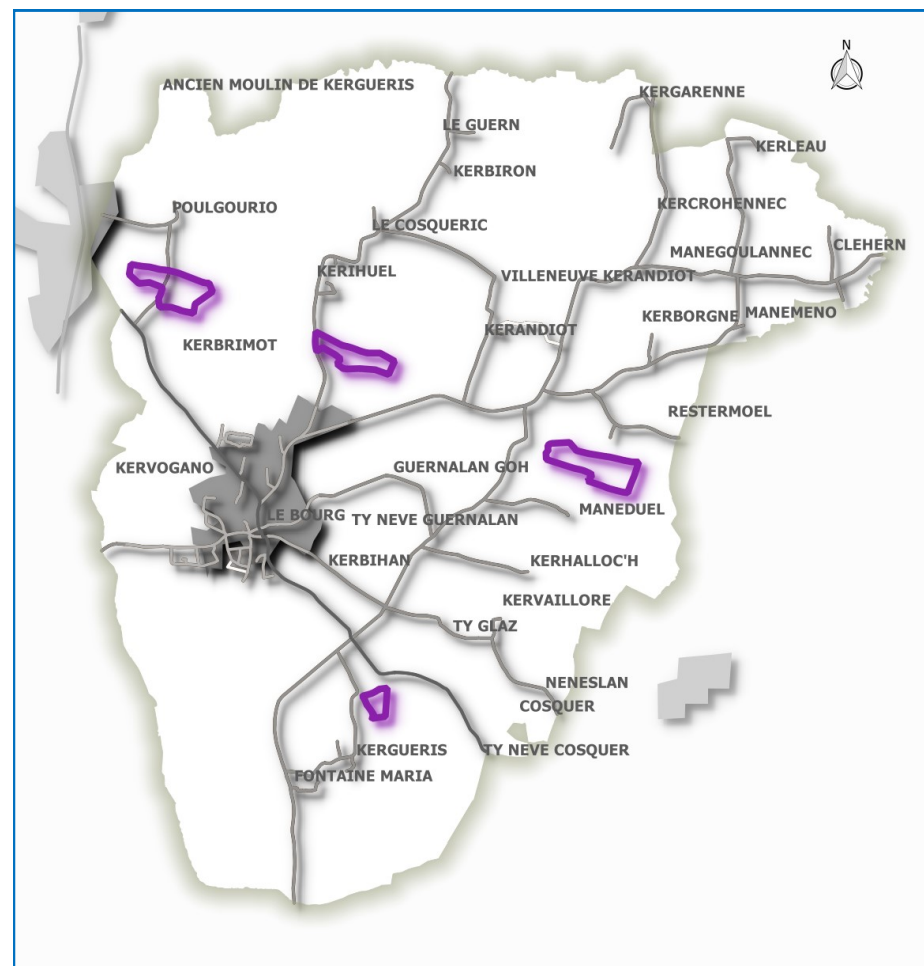 N
ANCIEN MOULIN DE KERGUERIS
KERGARENNE
LE GUERN
KERLEAU
KERBIRON
KERCROHENNEC
POULGOURIO
LE COSQUERIC
CLEHERN
MANEGOULANNEC
KERIHUEL
VILLENEUVE KERANDIOT
KERBORGNE
MANEMENO
KERANDIOT
KERBRIMOT
RESTERMOEL
KERVOGANO
GUERNALAN GOH
MANEDUEL
LE BOURG
TY NEVE GUERNALAN
KERBIHAN
KERHALLOC'H
KERVAILLORE
TY GLAZ
NENESLAN
COSQUER
KERGUERIS
TY NEVE COSQUER
FONTAINE MARIA